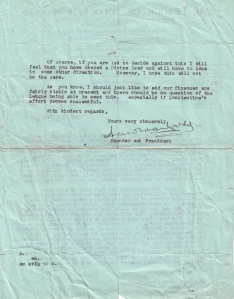 Of course, if you are led to decide against this I will
feel that you have obeyed a Divine Lead and will have to look
in some other direction. However, I hope this will not
be the case.
As you know, I should just like to add our finances are
fairly stable at present and there should be no question of the
League being able to meet this, especially if Constantine's
effort proves successful.
With kindest regards,
Yours very sincerely,
Founder and President